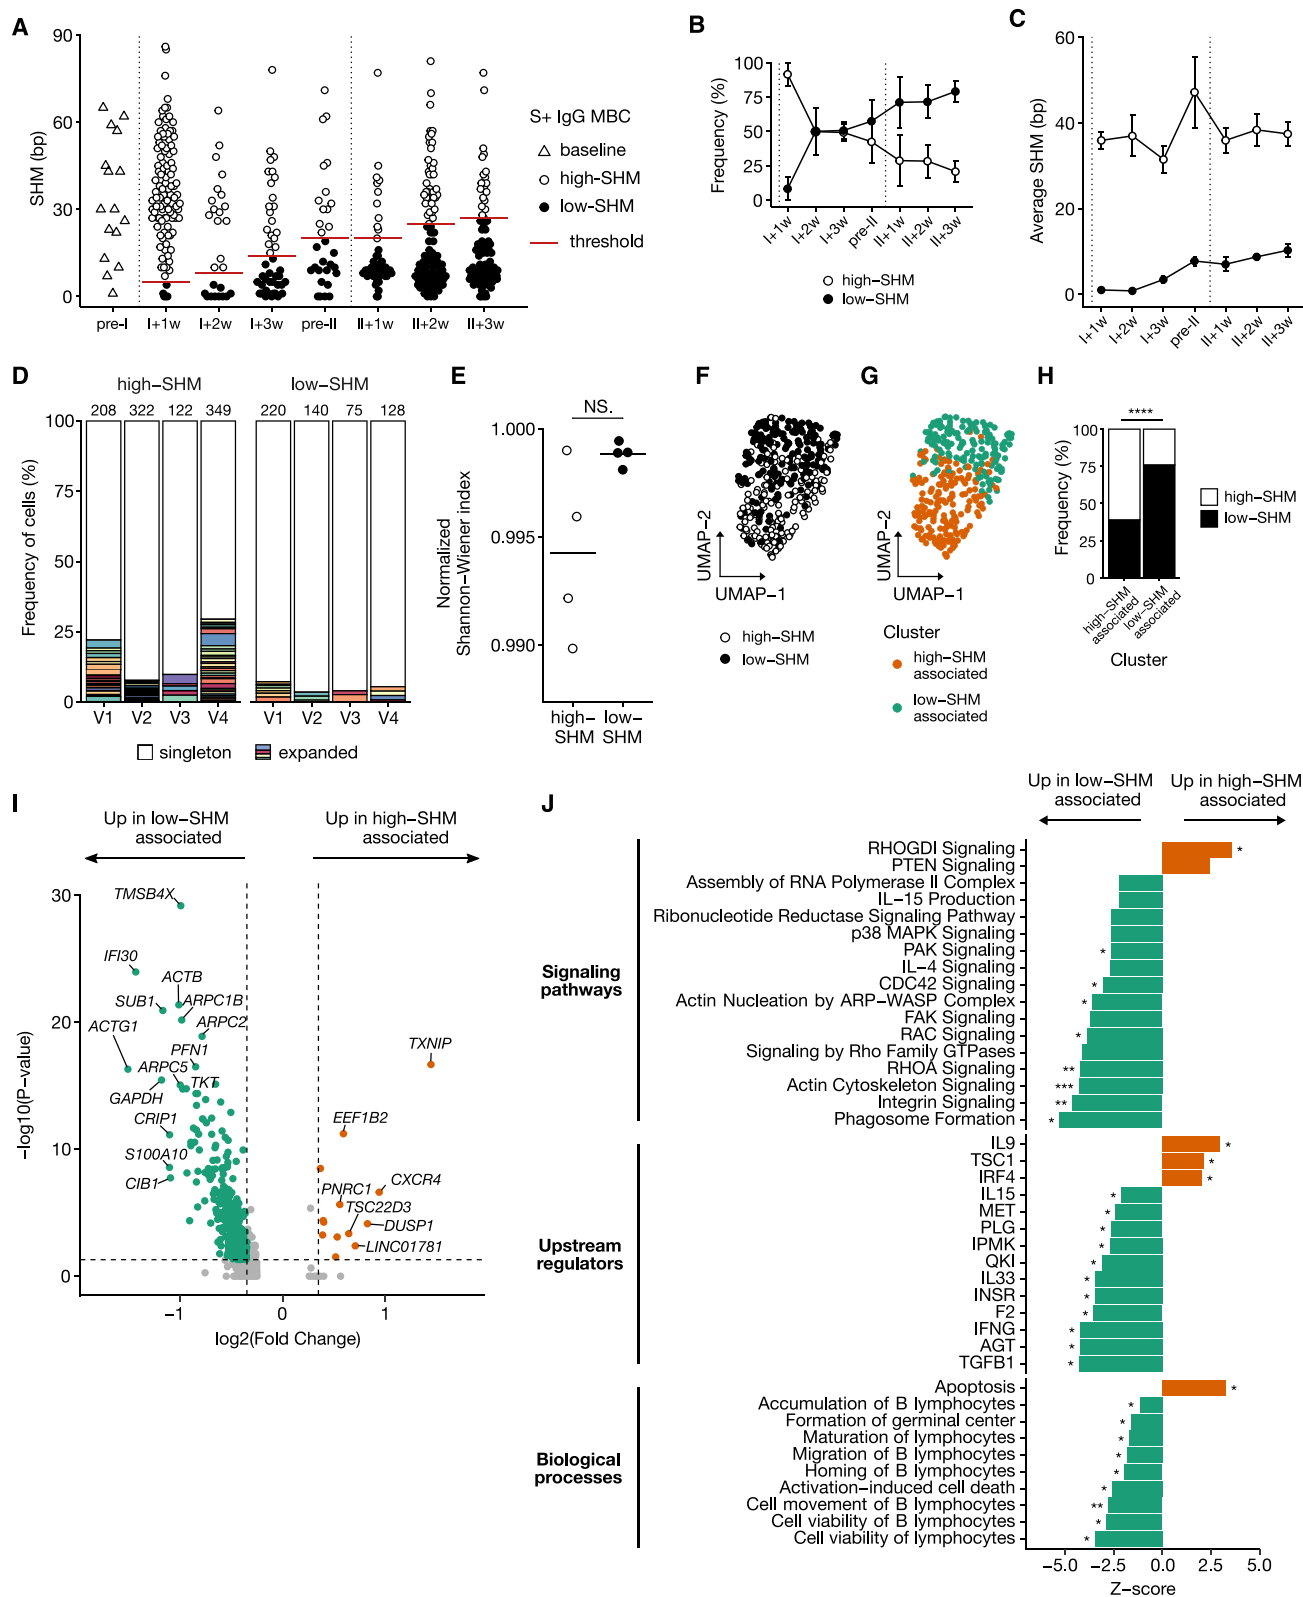 A
90
60
30
0
SHM (bp)
S+ IgG MBC
baseline
high−SHM
low−SHM
threshold
pre-I
I+1w
I+2w
I+3w
pre-II
II+1w
II+2w
II+3w
B
100
75
50
25
0
Frequency (%)
I+1w
I+2w
I+3w
pre-II
II+1w
II+2w
II+3w
high−SHM
low−SHM
C
60
40
20
0
Average SHM (bp)
I+1w
I+2w
I+3w
pre-II
II+1w
II+2w
II+3w
D
high−SHM
low−SHM
208 322 122 349
220 140 75 128
100
75
50
25
0
Frequency of cells (%)
V1 V2 V3 V4
V1 V2 V3 V4
singleton
expanded
E
NS.
1.000
0.995
0.990
Normalized
Shannon−Wiener index
high−
SHM
low−
SHM
F
UMAP−2
UMAP−1
high−SHM
low−SHM
G
UMAP−2
UMAP−1
Cluster
high−SHM
associated
low−SHM
associated
H
****
100
75
50
25
0
Frequency (%)
high−SHM
low−SHM
high−SHM
associated
low−SHM
associated
Cluster
I
Up in low−SHM
associated
Up in high−SHM
associated
30
20
10
0
−log10(P−value)
TMSB4X
IFI30
ACTB
SUB1
ARPC1B
ACTG1
ARPC2
PFN1
ARPC5
TKT
GAPDH
CRIP1
S100A10
CIB1
TXNIP
EEF1B2
CXCR4
PNRC1
TSC22D3
DUSP1
LINC01781
−1
0
1
log2(Fold Change)
J
Up in low−SHM
associated
Up in high−SHM
associated
Signaling
pathways
RHOGDI Signaling *
PTEN Signaling
Assembly of RNA Polymerase II Complex
IL−15 Production
Ribonucleotide Reductase Signaling Pathway
p38 MAPK Signaling
PAK Signaling *
IL−4 Signaling
CDC42 Signaling *
Actin Nucleation by ARP−WASP Complex *
FAK Signaling
RAC Signaling *
Signaling by Rho Family GTPases
RHOA Signaling **
Actin Cytoskeleton Signaling ***
Integrin Signaling **
Phagosome Formation *
Upstream
regulators
IL9 *
TSC1 *
IRF4 *
IL15 *
MET *
PLG *
IPMK *
QKI *
IL33 *
INSR *
F2 *
IFNG *
AGT *
TGFB1 *
Biological
processes
Apoptosis *
Accumulation of B lymphocytes *
Formation of germinal center *
Maturation of lymphocytes *
Migration of B lymphocytes *
Homing of B lymphocytes *
Activation−induced cell death *
Cell movement of B lymphocytes **
Cell viability of B lymphocytes *
Cell viability of lymphocytes *
−5.0 −2.5 0.0 2.5 5.0
Z−score